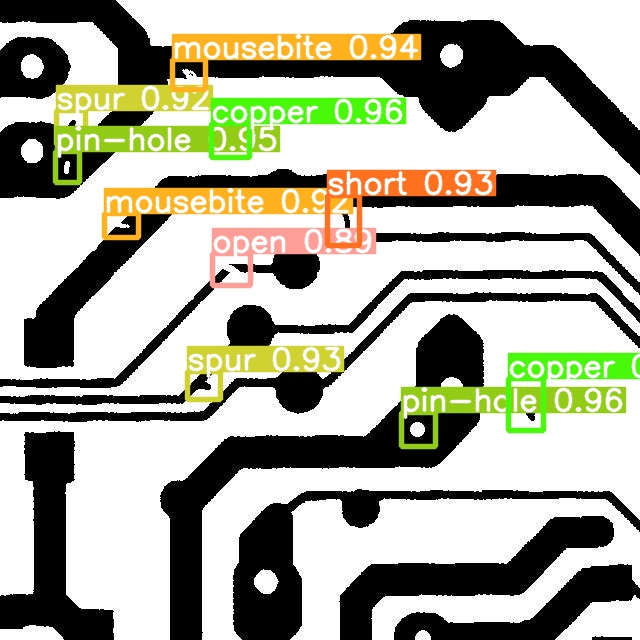 mousebite 0.94
spur 0.92
copper 0.96
pin-hole 0.95
short 0.93
mousebite 0.92
open 0.89
spur 0.93
copper 0
pin-hole 0.96